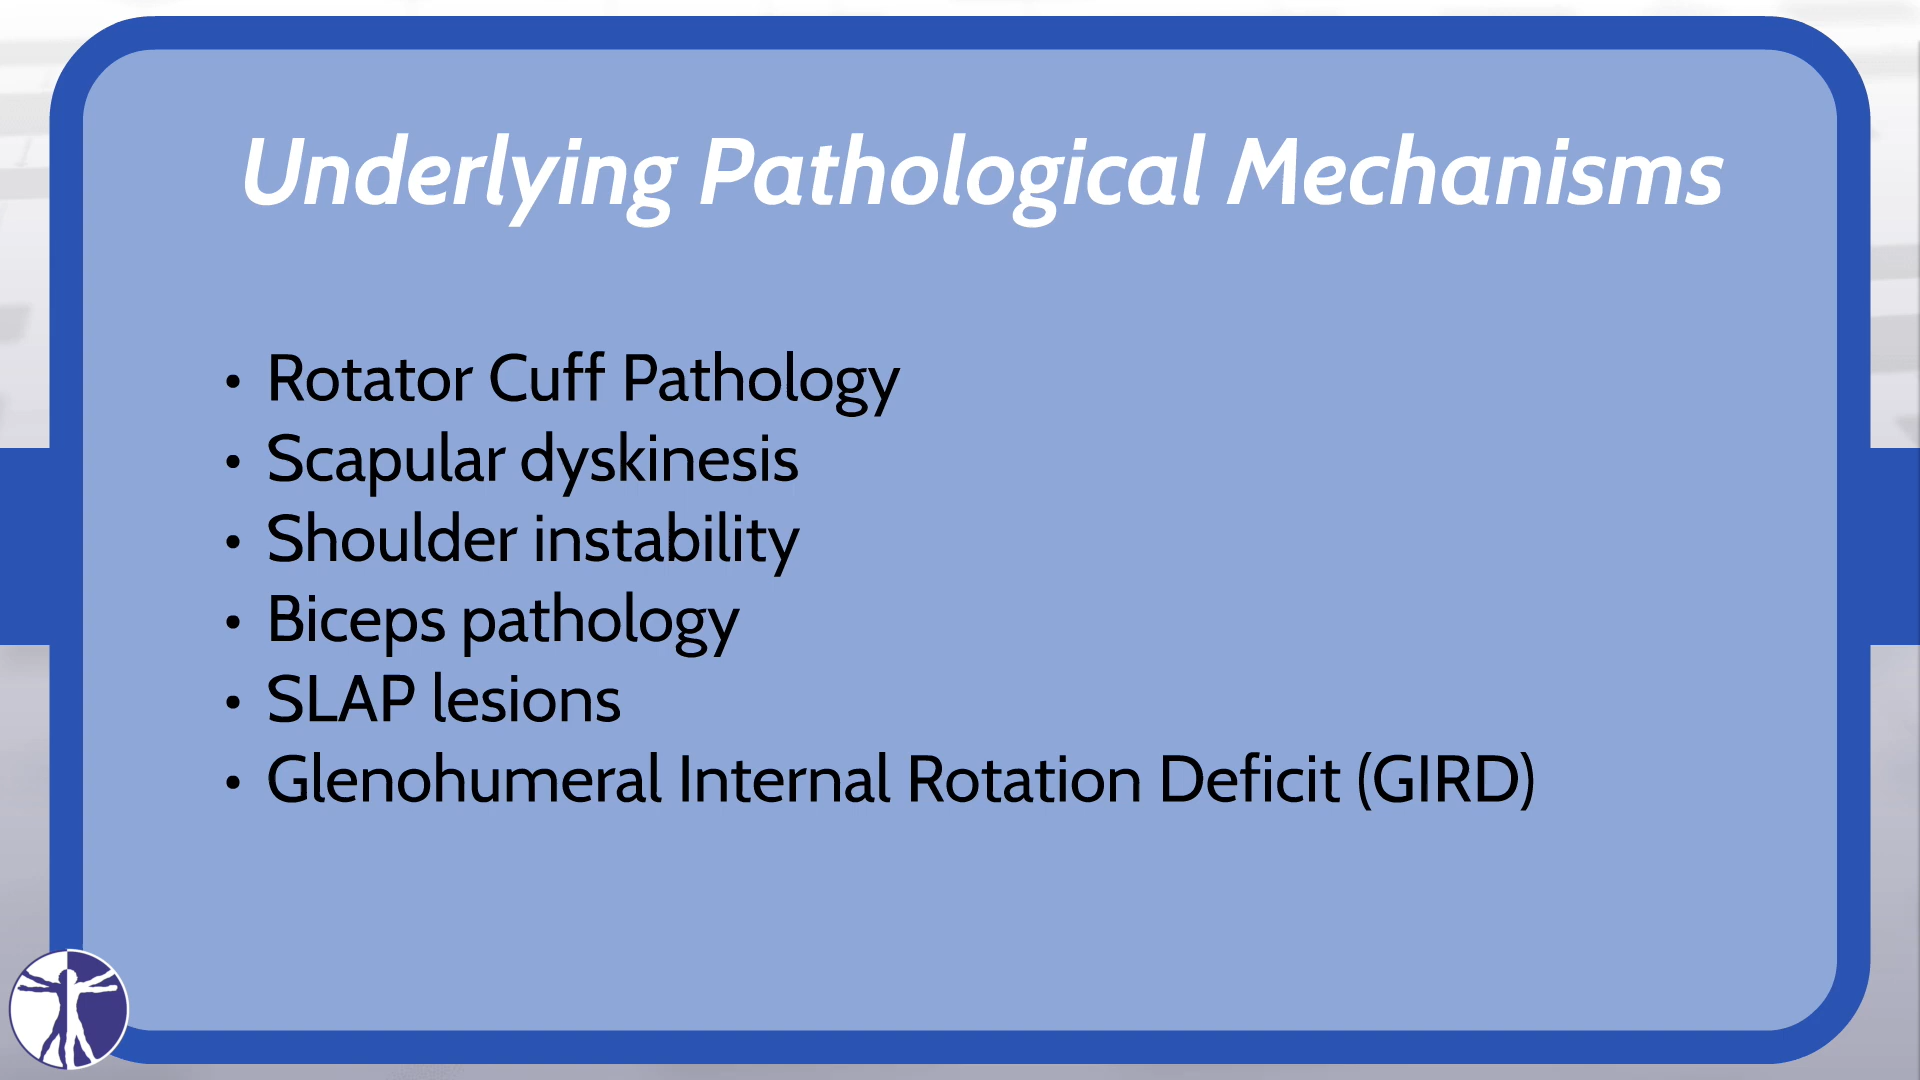 Underlying Pathological Mechanisms
• Rotator Cuff Pathology
• Scapular dyskinesis
• Shoulder instability
• Biceps pathology
• SLAP lesions
• Glenohumeral Internal Rotation Deficit (GIRD)